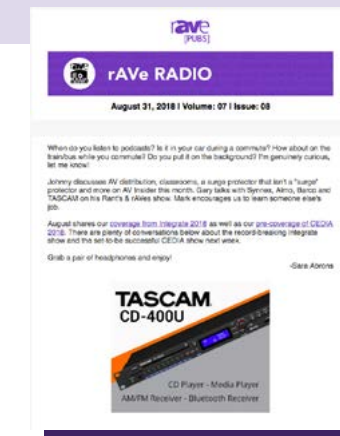 rAVe
[PUBS]
rAVe RADIO
August 31, 2018 | Volume: 07 | Issue: 08
When do you listen to podcasts? Is it in your car during a commute? How about on the
train/bus while you commute? Do you put it on the background? I'm genuinely curious,
let me know!
Johnny discusses AV distribution, classrooms, a surge protector that isn't a "surge"
protector and more on AV Insider this month. Gary talks with Synnex, Almo, Barco and
TASCAM on his Rant's & rAVes show. Mark encourages us to learn someone else's
job.
August shares our coverage from Integrate 2018 as well as our pre-coverage of CEDIA
2018. There are plenty of conversations below about the record-breaking Integrate
show and the set-to-be successful CEDIA show next week.
Grab a pair of headphones and enjoy!
-Sara Abrons
TASCAM
CD-400U
CD Player - Media Player
AM/FM Receiver - Bluetooth Receiver